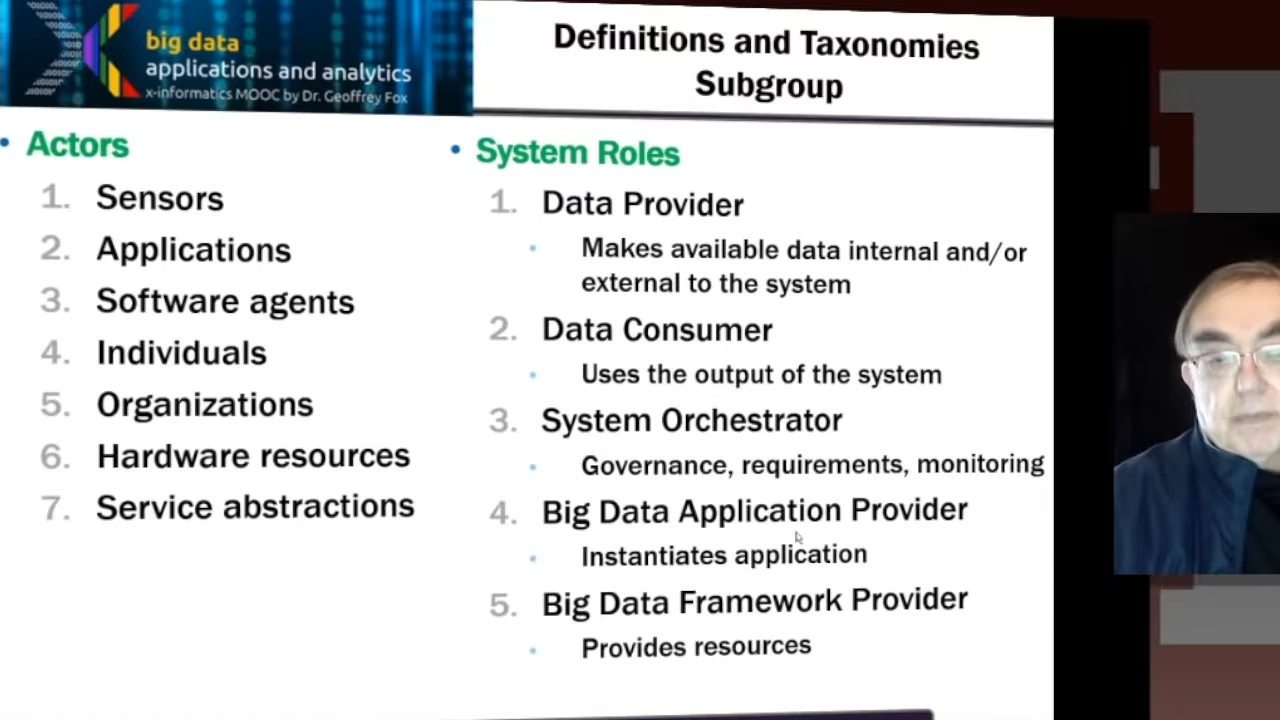 big data
applications and analytics
x-informatics MOOC by Dr. Geoffrey Fox
Definitions and Taxonomies
Subgroup
• Actors
1. Sensors
2. Applications
3. Software agents
4. Individuals
5. Organizations
6. Hardware resources
7. Service abstractions
• System Roles
1. Data Provider
• Makes available data internal and/or
external to the system
2. Data Consumer
• Uses the output of the system
3. System Orchestrator
• Governance, requirements, monitoring
4. Big Data Application Provider
• Instantiates application
5. Big Data Framework Provider
• Provides resources